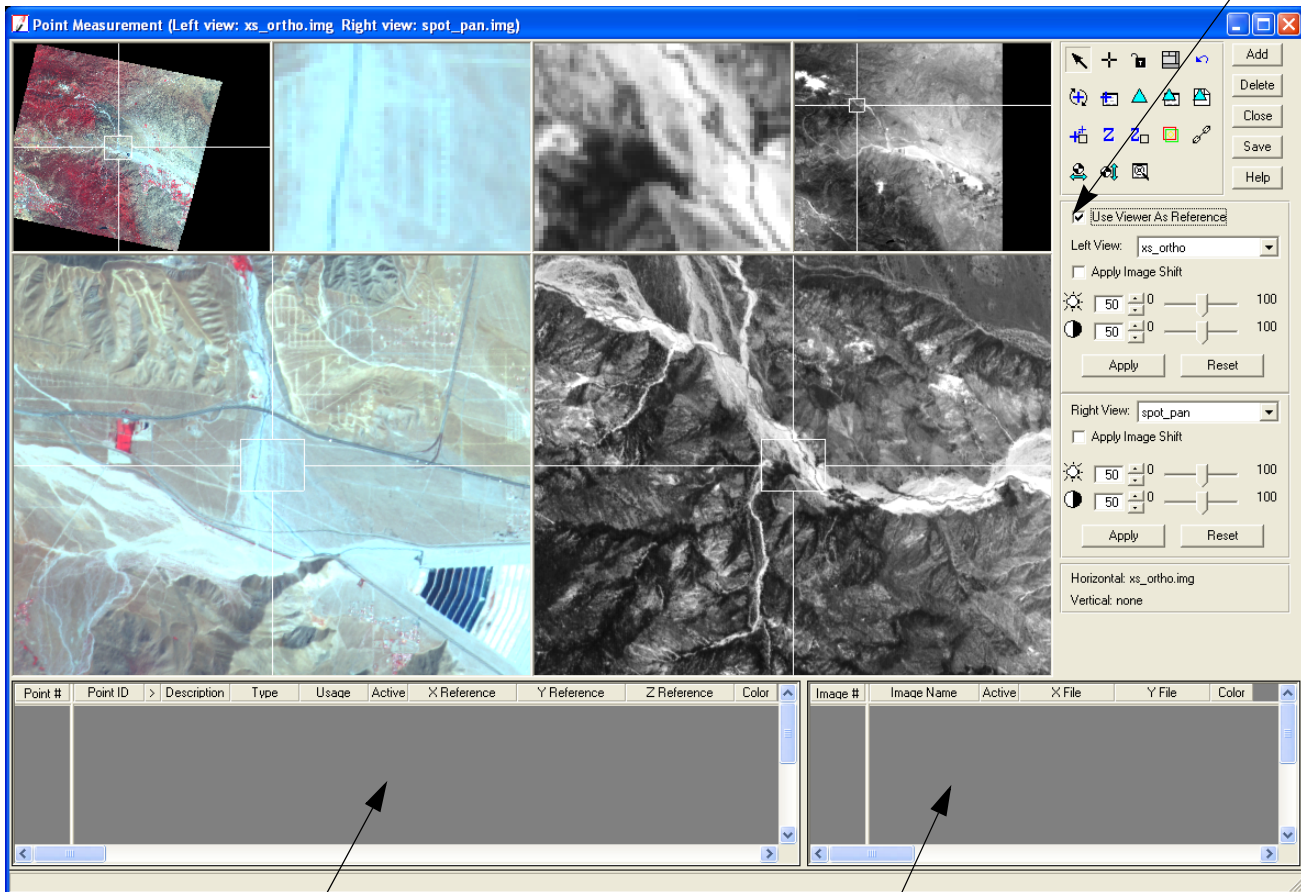 Point Measurement (Left view: xs_ortho.img Right view: spot_pan.img)
Add
Delete
Close
Save
Help
Z
Z
Use Viewer As Reference
Left View: xs_ortho
Apply Image Shift
50 0 100
50 0 100
Apply Reset
Right View: spot_pan
Apply Image Shift
50 0 100
50 0 100
Apply Reset
Horizontal: xs_ortho.img
Vertical: none
Point # Point ID > Description Type Usage Active X Reference Y Reference Z Reference Color
Image # Image Name Active X File Y File Color